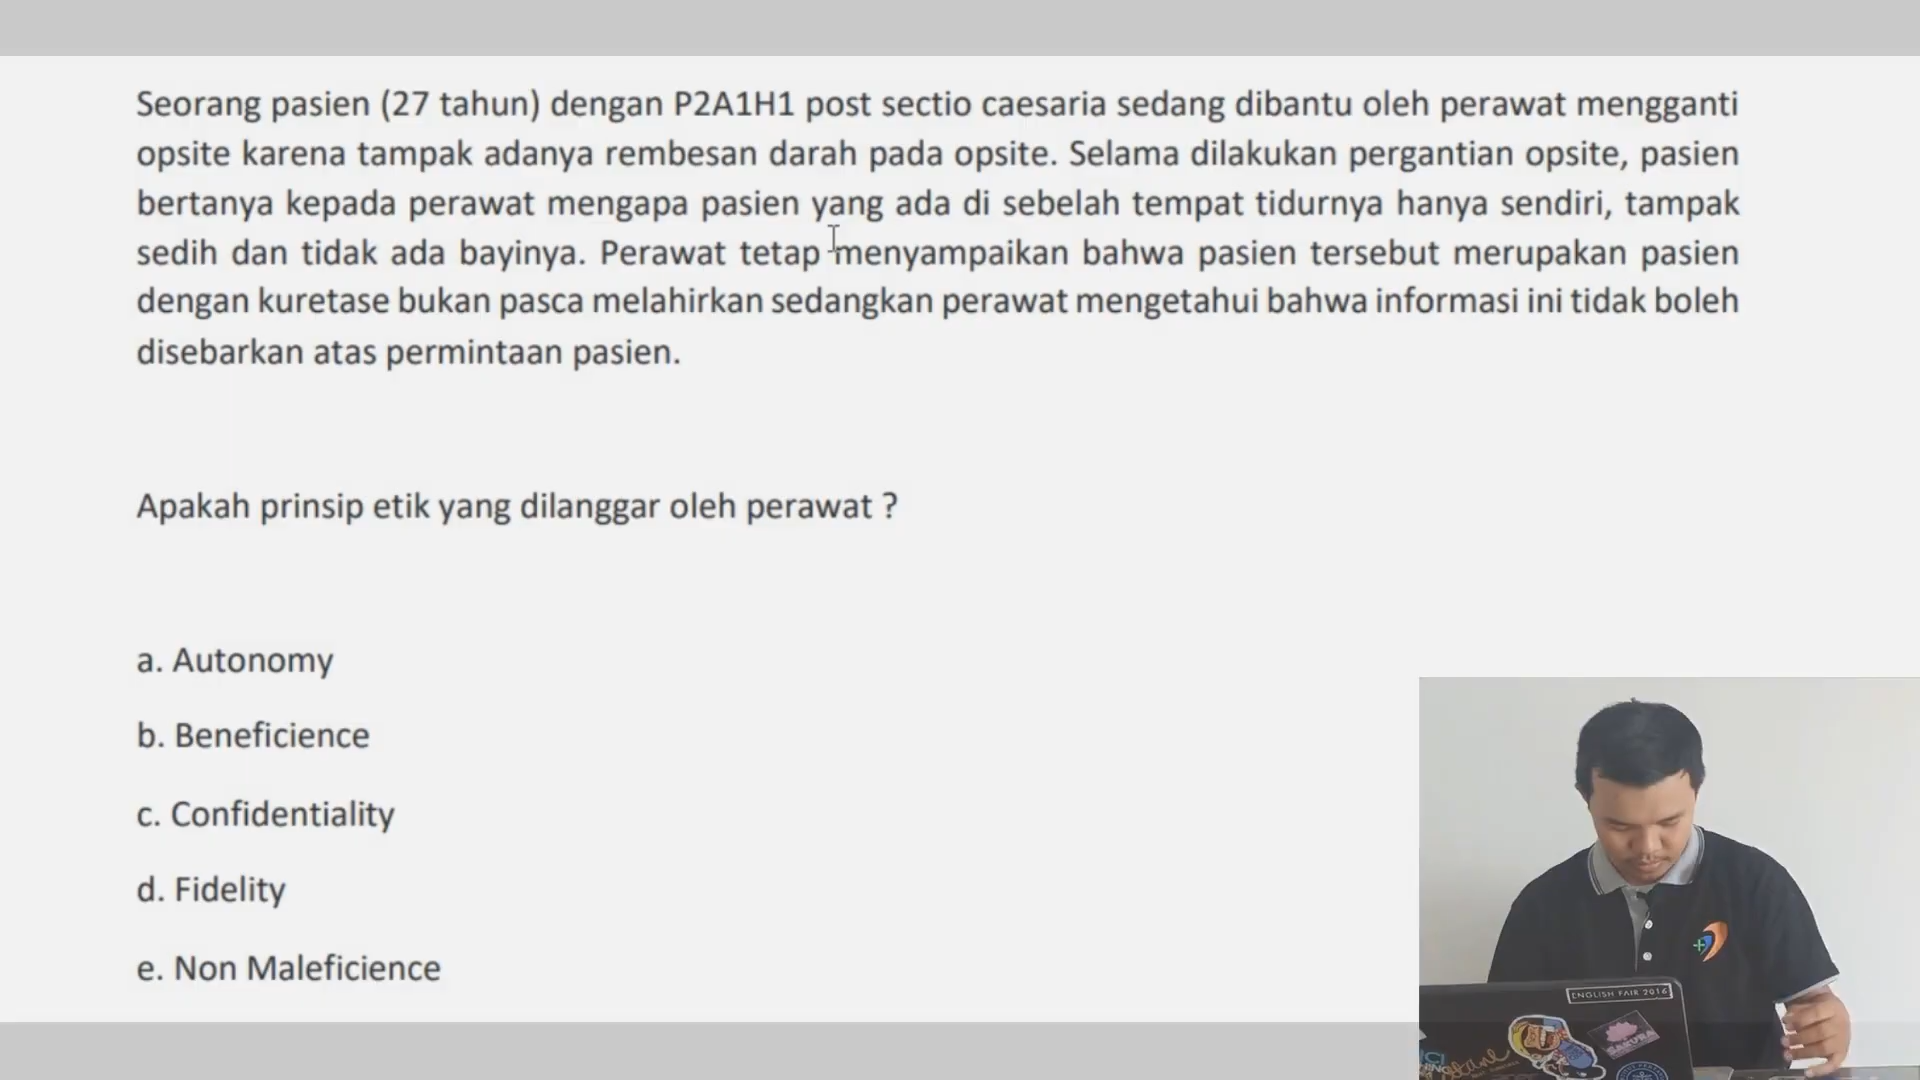 Seorang pasien (27 tahun) dengan P2A1H1 post sectio caesaria sedang dibantu oleh perawat mengganti
opsite karena tampak adanya rembesan darah pada opsite. Selama dilakukan pergantian opsite, pasien
bertanya kepada perawat mengapa pasien yang ada di sebelah tempat tidurnya hanya sendiri, tampak
sedih dan tidak ada bayinya. Perawat tetap menyampaikan bahwa pasien tersebut merupakan pasien
dengan kuretase bukan pasca melahirkan sedangkan perawat mengetahui bahwa informasi ini tidak boleh
disebarkan atas permintaan pasien.
Apakah prinsip etik yang dilanggar oleh perawat ?
a. Autonomy
b. Beneficience
c. Confidentiality
d. Fidelity
e. Non Maleficience
ENGLISH FAIR 2016
SAKURA